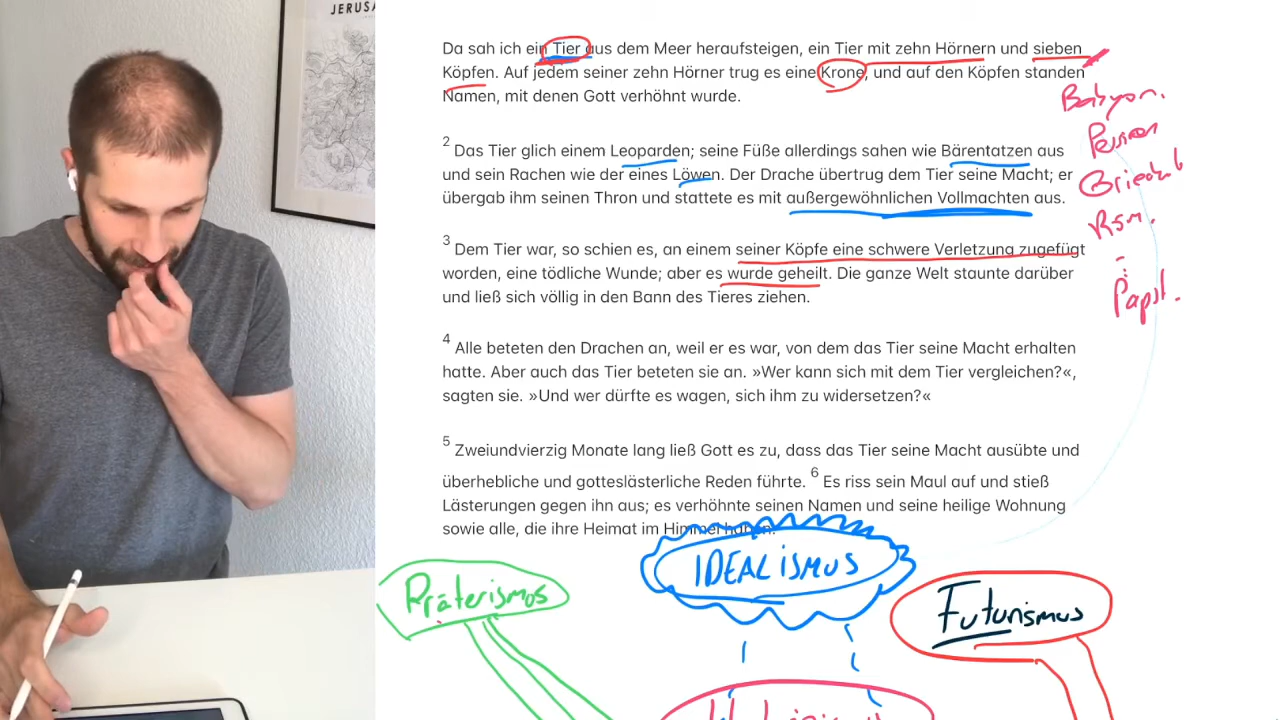 JERUSA
Da sah ich ein Tier aus dem Meer heraufsteigen, ein Tier mit zehn Hörnern und sieben
Köpfen. Auf jedem seiner zehn Hörner trug es eine Krone, und auf den Köpfen standen
Namen, mit denen Gott verhöhnt wurde.
2 Das Tier glich einem Leoparden; seine Füße allerdings sahen wie Bärentatzen aus
und sein Rachen wie der eines Löwen. Der Drache übertrug dem Tier seine Macht; er
übergab ihm seinen Thron und stattete es mit außergewöhnlichen Vollmachten aus.
3 Dem Tier war, so schien es, an einem seiner Köpfe eine schwere Verletzung zugefügt
worden, eine tödliche Wunde; aber es wurde geheilt. Die ganze Welt staunte darüber
und ließ sich völlig in den Bann des Tieres ziehen.
4 Alle beteten den Drachen an, weil er es war, von dem das Tier seine Macht erhalten
hatte. Aber auch das Tier beteten sie an. »Wer kann sich mit dem Tier vergleichen?«,
sagten sie. »Und wer dürfte es wagen, sich ihm zu widersetzen?«
5 Zweiundvierzig Monate lang ließ Gott es zu, dass das Tier seine Macht ausübte und
überhebliche und gotteslästerliche Reden führte. 6 Es riss sein Maul auf und stieß
Lästerungen gegen ihn aus; es verhöhnte seinen Namen und seine heilige Wohnung
sowie alle, die ihre Heimat im Himmel haben.
Rom.
Papst.
IDEALISMUS
Präterismos
Futurismus